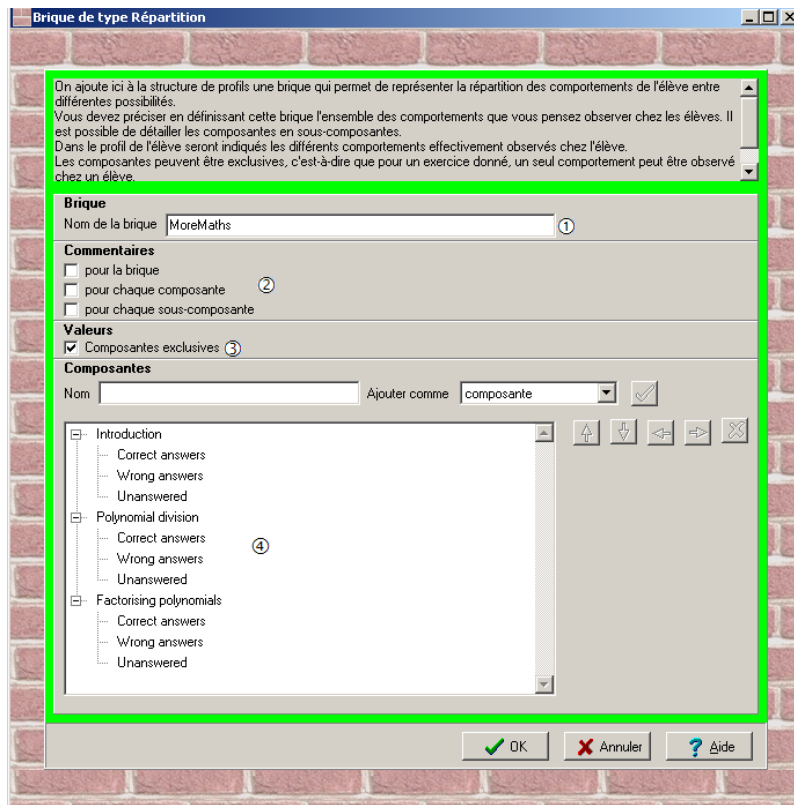 Brique de type Répartition
On ajoute ici à la structure de profils une brique qui permet de représenter la répartition des comportements de l'élève entre
différentes possibilités.
Vous devez préciser en définissant cette brique l'ensemble des comportements que vous pensez observer chez les élèves. Il
est possible de détailler les composantes en sous-composantes.
Dans le profil de l'élève seront indiqués les différents comportements effectivement observés chez l'élève.
Les composantes peuvent être exclusives, c'est-à-dire que pour un exercice donné, un seul comportement peut être observé
chez un élève.
Brique
Nom de la brique MoreMaths ①
Commentaires
pour la brique
pour chaque composante ②
pour chaque sous-composante
Valeurs
Composantes exclusives ③
Composantes
Nom Ajouter comme composante
Introduction
Correct answers
Wrong answers
Unanswered
Polynomial division
Correct answers ④
Wrong answers
Unanswered
Factorising polynomials
Correct answers
Wrong answers
Unanswered
OK Annuler ? Aide